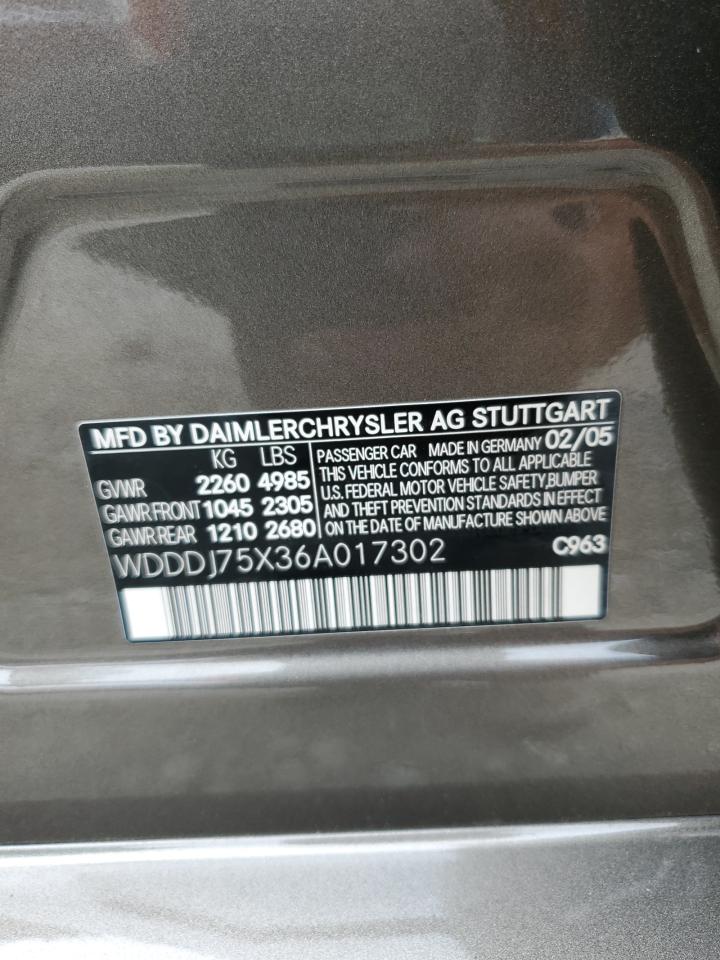 MFD BY DAIMLERCHRYSLER AG STUTTGART
KG LBS
GVWR 2260 4985
GAWR FRONT 1045 2305
GAWR REAR 1210 2680
PASSENGER CAR MADE IN GERMANY 02/05
THIS VEHICLE CONFORMS TO ALL APPLICABLE
U.S. FEDERAL MOTOR VEHICLE SAFETY,BUMPER
AND THEFT PREVENTION STANDARDS IN EFFECT
ON THE DATE OF MANUFACTURE SHOWN ABOVE
WDDDJ75X36A017302
C963